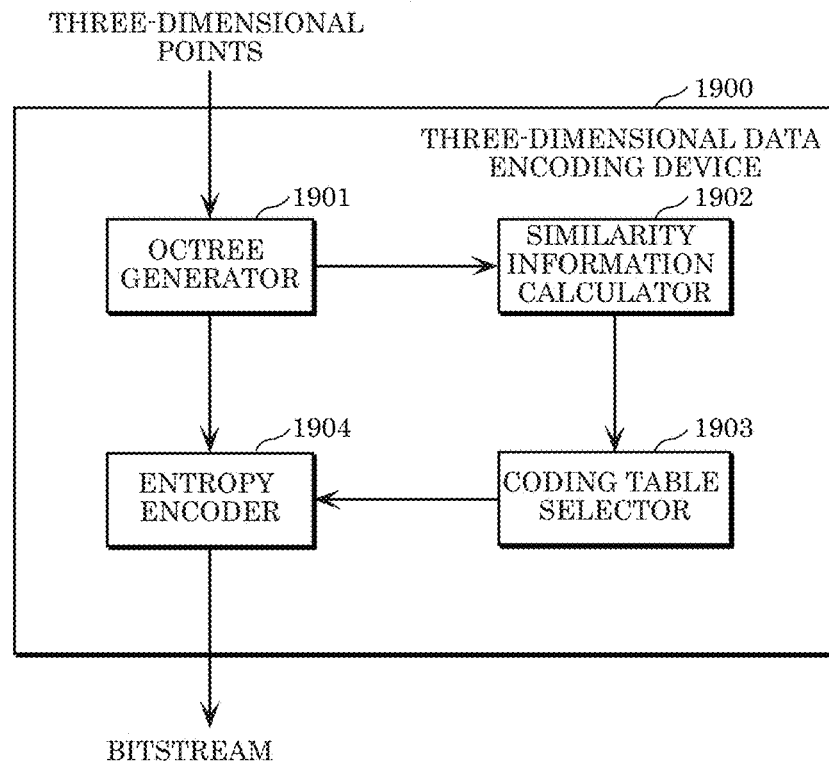 THREE-DIMENSIONAL
POINTS
1900
THREE-DIMENSIONAL DATA
ENCODING DEVICE
1901
OCTREE
GENERATOR
1902
SIMILARITY
INFORMATION
CALCULATOR
1904
ENTROPY
ENCODER
1903
CODING TABLE
SELECTOR
BITSTREAM